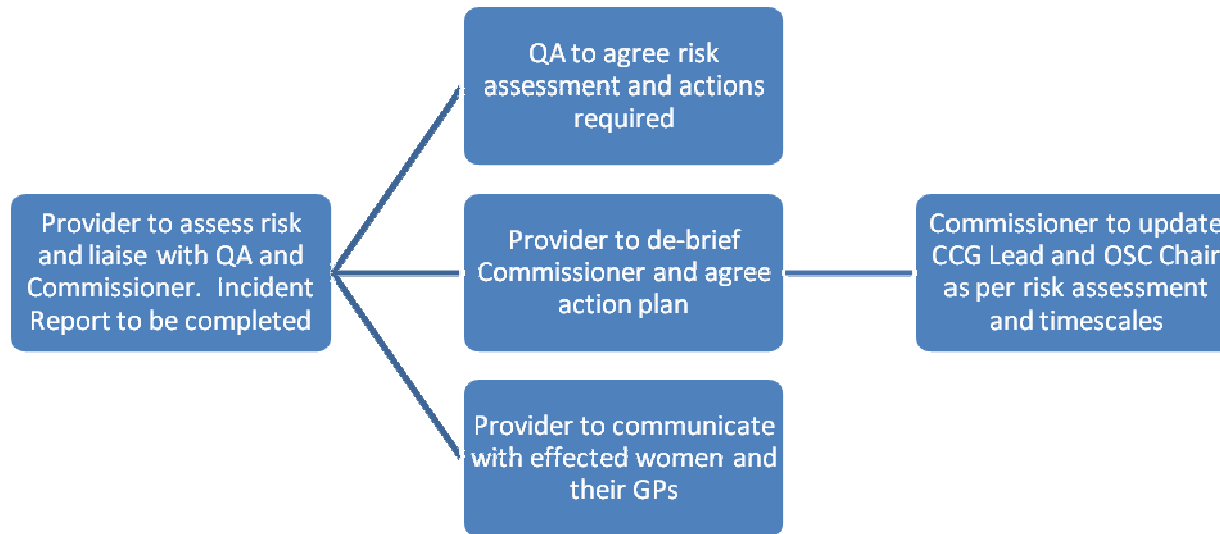 Provider to assess risk
and liaise with QA and
Commissioner.  Incident
Report to be completed
QA to agree risk
assessment and actions
required
Provider to de-brief
Commissioner and agree
action plan
Provider to communicate
with effected women and
their GPs
Commissioner to update
CCG Lead and OSC Chair
as per risk assessment
and timescales